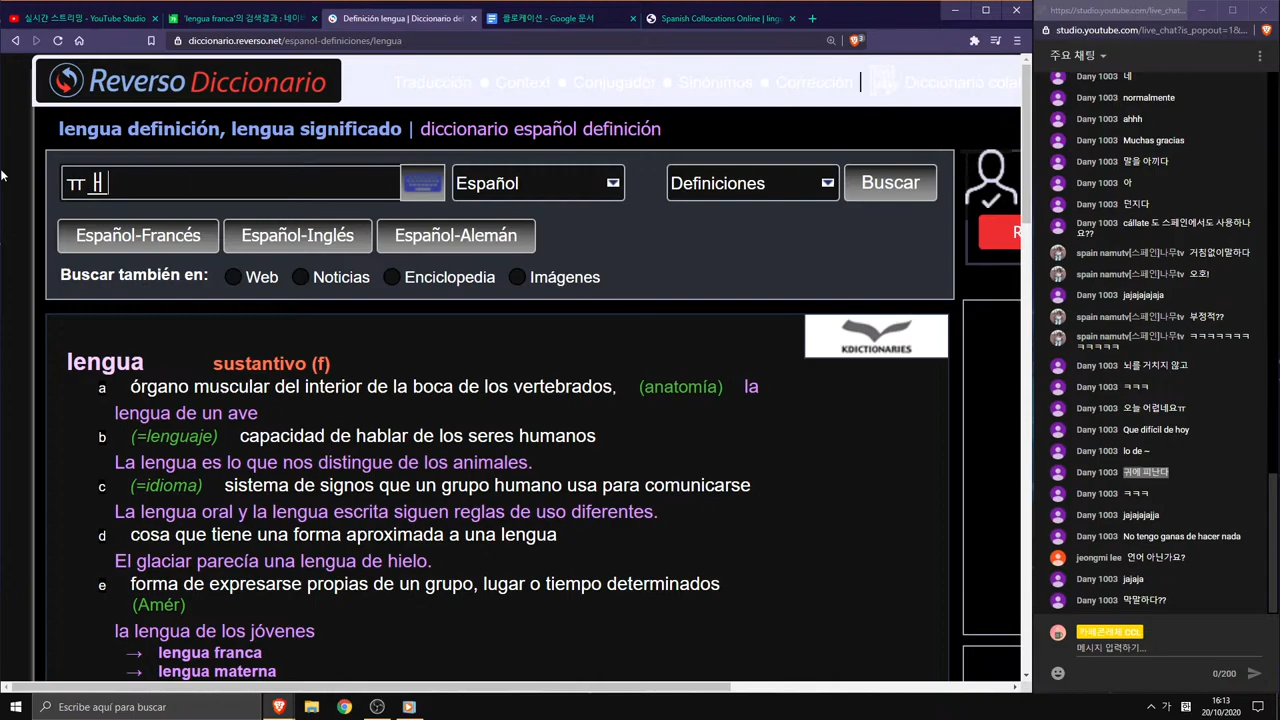 실시간 스트리밍 - YouTube Studio
'lengua franca'의 검색결과 : 네이
Definición lengua | Diccionario de
클로케이션 - Google 문서
Spanish Collocations Online | lingu
diccionario.reverso.net/espanol-definiciones/lengua
Reverso Diccionario
Traducción
Context
Conjugador
Sinónimos
Corrección
Diccionario cola
lengua definición, lengua significado | diccionario español definición
ㅠㅐ
Español
Definiciones
Buscar
Español-Francés
Español-Inglés
Español-Alemán
Buscar también en:
Web
Noticias
Enciclopedia
Imágenes
R
KDICTIONARIES
lengua sustantivo (f)
a órgano muscular del interior de la boca de los vertebrados, (anatomía) la
lengua de un ave
b (=lenguaje) capacidad de hablar de los seres humanos
La lengua es lo que nos distingue de los animales.
c (=idioma) sistema de signos que un grupo humano usa para comunicarse
La lengua oral y la lengua escrita siguen reglas de uso diferentes.
d cosa que tiene una forma aproximada a una lengua
El glaciar parecía una lengua de hielo.
e forma de expresarse propias de un grupo, lugar o tiempo determinados
(Amér)
la lengua de los jóvenes
→ lengua franca
→ lengua materna
https://studio.youtube.com/live_chat...
studio.youtube.com/live_chat?is_popout=1&...
주요 채팅
Dany 1003 네
Dany 1003 normalmente
Dany 1003 ahhh
Dany 1003 Muchas gracias
Dany 1003 말을 아끼다
Dany 1003 아
Dany 1003 던지다
Dany 1003 cállate 도 스페인에서도 사용하나
요??
spain namutv[스페인]나무tv 거침없이말하다
spain namutv[스페인]나무tv 오호!
Dany 1003 jajajajajaja
spain namutv[스페인]나무tv 부정적??
spain namutv[스페인]나무tv ㅋㅋㅋㅋㅋㅋㅋ
ㅋㅋㅋㅋㅋㅋ
Dany 1003 뇌를 거치지 않고
Dany 1003 ㅋㅋㅋ
Dany 1003 오늘 어렵네요ㅠ
Dany 1003 Que difícil de hoy
Dany 1003 lo de ~
Dany 1003 귀에 피난다
Dany 1003 ㅋㅋㅋ
Dany 1003 jajajajajja
Dany 1003 No tengo ganas de hacer nada
jeongmi lee 언어 아닌가요?
Dany 1003 jajaja
Dany 1003 막말하다??
메시지 입력하기...
0/200
Escribe aquí para buscar
가
16:13
20/10/2020